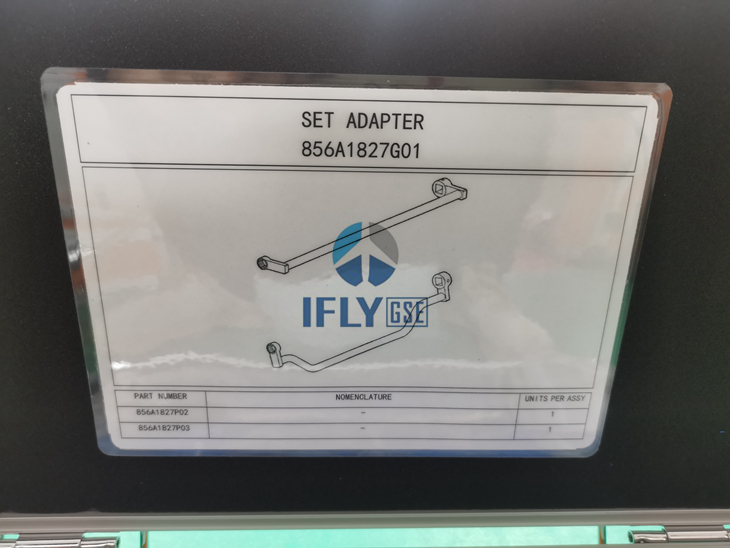 SET ADAPTER
856A1827G01
IFLY GSE
PART NUMBER NOMENCLATURE UNITS PER ASSY
856A1827P02 - 1
856A1827P03 - 1